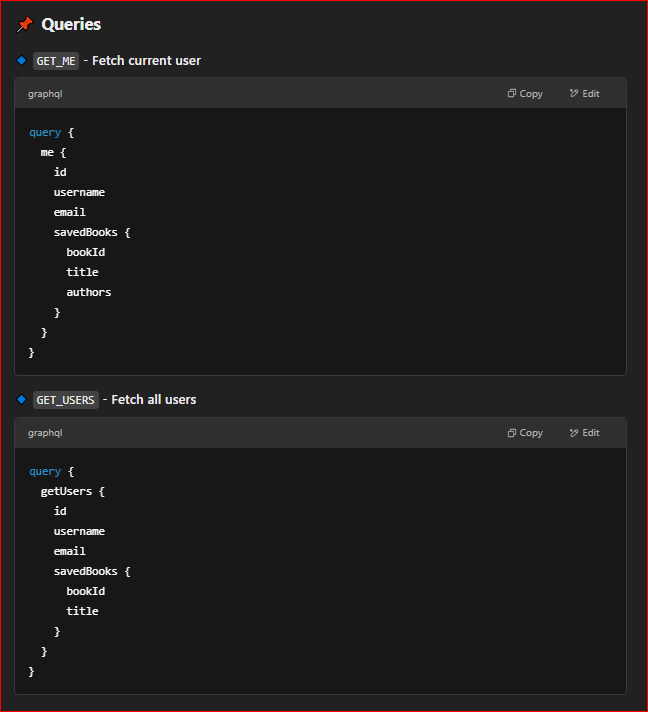 📌 Queries
🔹 GET_ME - Fetch current user
graphql Copy Edit
query {
  me {
    id
    username
    email
    savedBooks {
      bookId
      title
      authors
    }
  }
}
🔹 GET_USERS - Fetch all users
graphql Copy Edit
query {
  getUsers {
    id
    username
    email
    savedBooks {
      bookId
      title
    }
  }
}